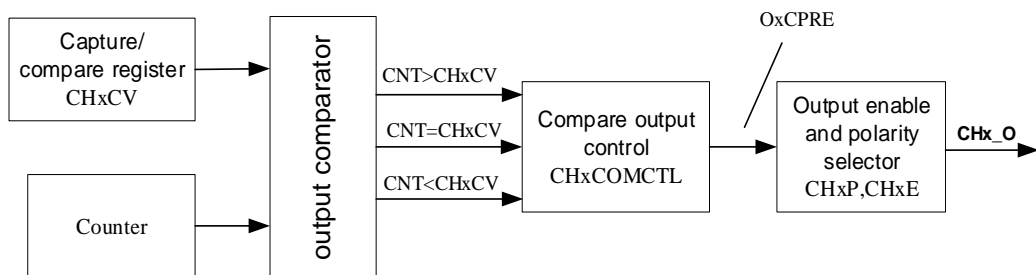 Capture/
compare register
CHxCV
Counter
output comparator
CNT>CHxCV
CNT=CHxCV
CNT<CHxCV
Compare output
control
CHxCOMCTL
OxCPRE
Output enable
and polarity
selector
CHxP,CHxE
CHx_O